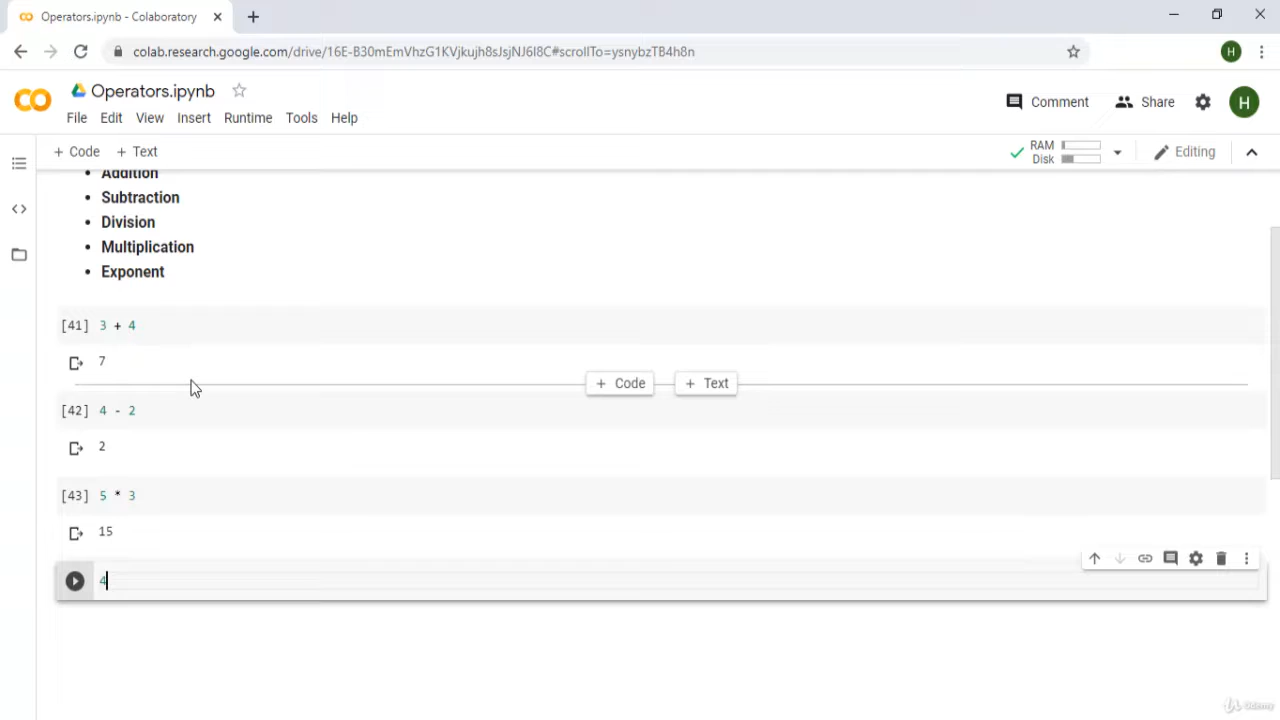 Operators.ipynb - Colaboratory
colab.research.google.com/drive/16E-B30mEmVhzG1KVjkujh8sJsjNJ6I8C#scrollTo=ysnybzTB4h8n
H
CO
Operators.ipynb
Comment
Share
H
File Edit View Insert Runtime Tools Help
+ Code + Text
RAM
Disk
Editing
• Addition
• Subtraction
• Division
• Multiplication
• Exponent
[41] 3 + 4
7
+ Code + Text
[42] 4 - 2
2
[43] 5 * 3
15
4
Udemy